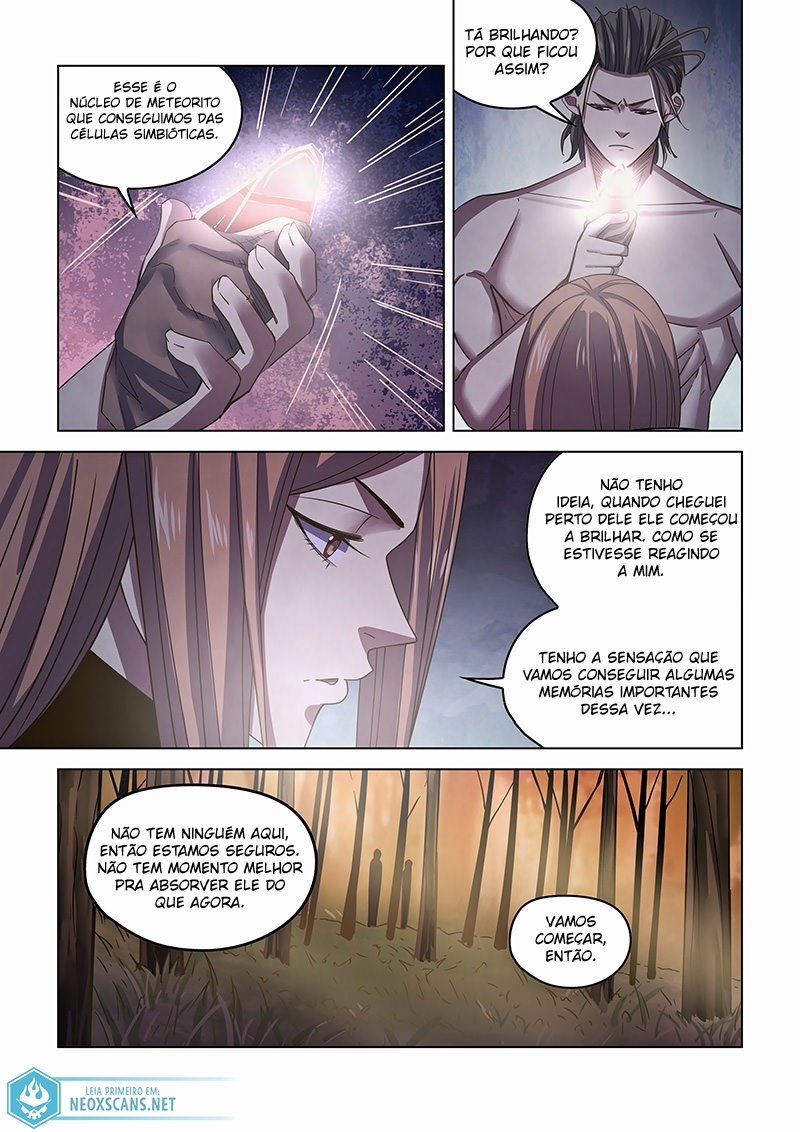 ESSE É O
NÚCLEO DE METEORITO
QUE CONSEGUIMOS DAS
CÉLULAS SIMBIÓTICAS.
TÁ BRILHANDO?
POR QUE FICOU
ASSIM?
NÃO TENHO
IDEIA, QUANDO CHEGUEI
PERTO DELE ELE COMEÇOU
A BRILHAR. COMO SE
ESTIVESSE REAGINDO
A MIM.
TENHO A SENSAÇÃO QUE
VAMOS CONSEGUIR ALGUMAS
MEMÓRIAS IMPORTANTES
DESSA VEZ...
NÃO TEM NINGUÉM AQUI,
ENTÃO ESTAMOS SEGUROS.
NÃO TEM MOMENTO MELHOR
PRA ABSORVER ELE DO
QUE AGORA.
VAMOS
COMEÇAR,
ENTÃO.
LEIA PRIMEIRO EM:
NEOXSCANS.NET